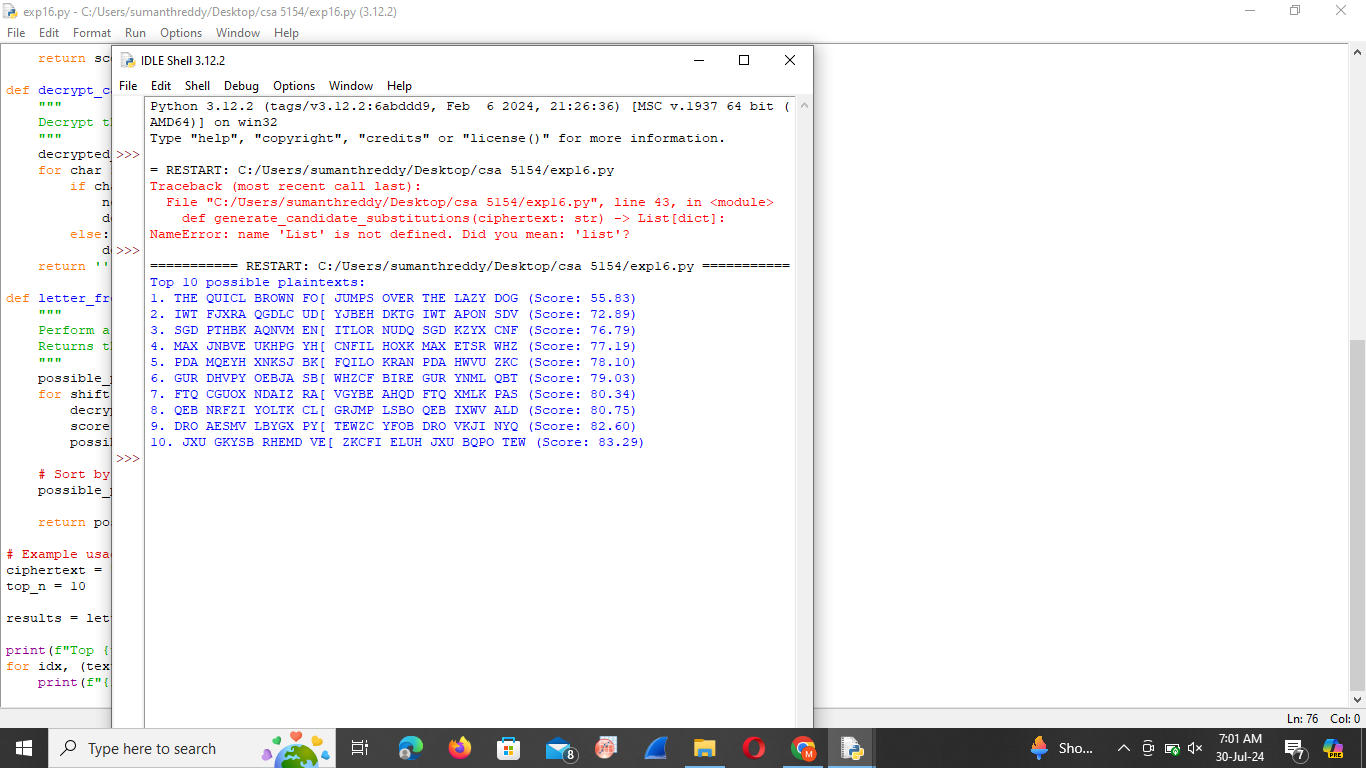 exp16.py - C:/Users/sumanthreddy/Desktop/csa 5154/exp16.py (3.12.2)
File Edit Format Run Options Window Help
return sc
def decrypt_c
"""
Decrypt th
"""
decrypted
for char
if cha
n
de
else:
de
return ''
def letter_fr
"""
Perform a
Returns th
"""
possible_p
for shift
decryp
score
possib
# Sort by
possible_p
return pos
# Example usa
ciphertext =
top_n = 10
results = let
print(f"Top {
for idx, (tex
print(f"{
IDLE Shell 3.12.2
File Edit Shell Debug Options Window Help
Python 3.12.2 (tags/v3.12.2:6abddd9, Feb  6 2024, 21:26:36) [MSC v.1937 64 bit (
AMD64)] on win32
Type "help", "copyright", "credits" or "license()" for more information.
>>>
= RESTART: C:/Users/sumanthreddy/Desktop/csa 5154/exp16.py
Traceback (most recent call last):
File "C:/Users/sumanthreddy/Desktop/csa 5154/exp16.py", line 43, in <module>
def generate_candidate_substitutions(ciphertext: str) -> List[dict]:
NameError: name 'List' is not defined. Did you mean: 'list'?
>>>
=========== RESTART: C:/Users/sumanthreddy/Desktop/csa 5154/exp16.py ===========
Top 10 possible plaintexts:
1. THE QUICL BROWN FO[ JUMPS OVER THE LAZY DOG (Score: 55.83)
2. IWT FJXRA QGDLC UD[ YJBEH DKTG IWT APON SDV (Score: 72.89)
3. SGD PTHBK AQNVM EN[ ITLOR NUDQ SGD KZYX CNF (Score: 76.79)
4. MAX JNBVE UKHPG YH[ CNFIL HOXK MAX ETSR WHZ (Score: 77.19)
5. PDA MQEYH XNKSJ BK[ FQILO KRAN PDA HWVU ZKC (Score: 78.10)
6. GUR DHVPY OEBJA SB[ WHZCF BIRE GUR YNML QBT (Score: 79.03)
7. FTQ CGUOX NDAIZ RA[ VGYBE AHQD FTQ XMLK PAS (Score: 80.34)
8. QEB NRFZI YOLTK CL[ GRJMP LSBO QEB IXWV ALD (Score: 80.75)
9. DRO AESMV LBYGX PY[ TEWZC YFOB DRO VKJI NYQ (Score: 82.60)
10. JXU GKYSB RHEMD VE[ ZKCFI ELUH JXU BQPO TEW (Score: 83.29)
>>>
Ln: 76 Col: 0
Type here to search
8
M
Sho...
7:01 AM
30-Jul-24
7
PRE